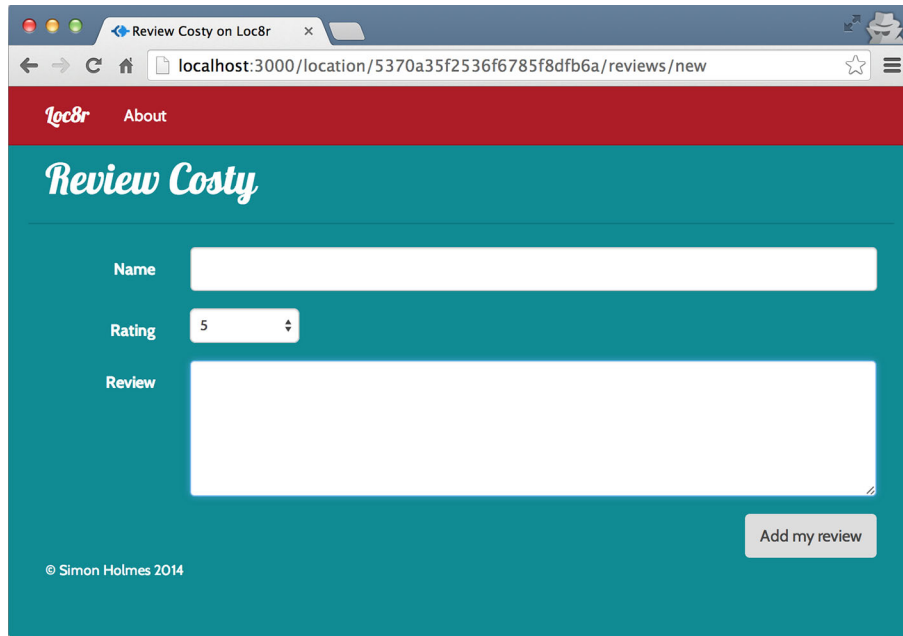 Review Costy on Loc8r
localhost:3000/location/5370a35f2536f6785f8dfb6a/reviews/new
Loc8r About
Review Costy
Name
Rating 5
Review
Add my review
© Simon Holmes 2014